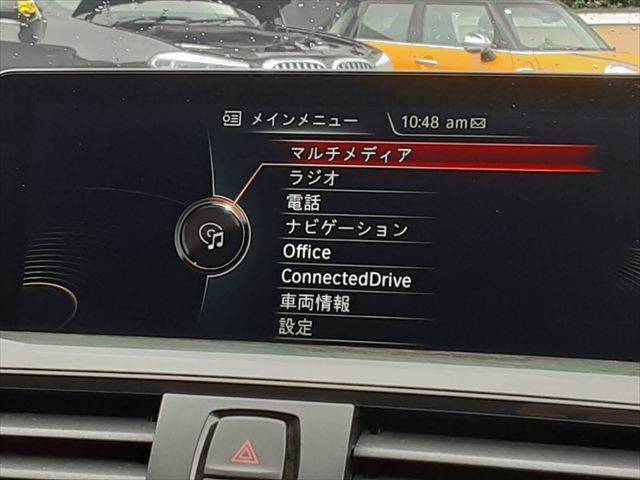 メインメニュー 10:48 am
マルチメディア
ラジオ
電話
ナビゲーション
Office
ConnectedDrive
車両情報
設定